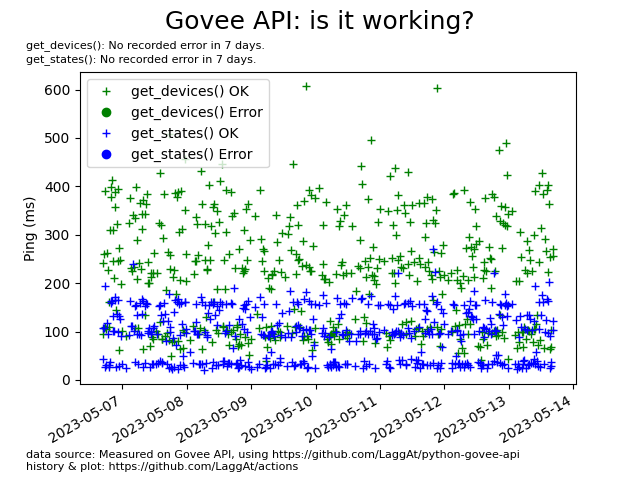 Govee API: is it working?
get_devices(): No recorded error in 7 days.
get_states(): No recorded error in 7 days.
get_devices() OK
get_devices() Error
get_states() OK
get_states() Error
Ping (ms)
600
500
400
300
200
100
0
2023-05-07
2023-05-08
2023-05-09
2023-05-10
2023-05-11
2023-05-12
2023-05-13
2023-05-14
data source: Measured on Govee API, using https://github.com/LaggAt/python-govee-api
history & plot: https://github.com/LaggAt/actions